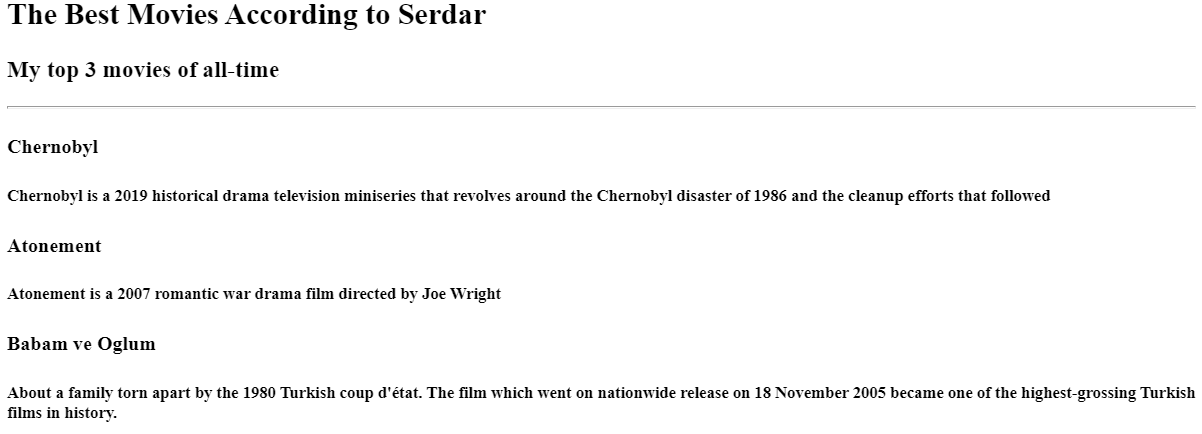 The Best Movies According to Serdar
My top 3 movies of all-time
Chernobyl
Chernobyl is a 2019 historical drama television miniseries that revolves around the Chernobyl disaster of 1986 and the cleanup efforts that followed
Atonement
Atonement is a 2007 romantic war drama film directed by Joe Wright
Babam ve Oglum
About a family torn apart by the 1980 Turkish coup d'état. The film which went on nationwide release on 18 November 2005 became one of the highest-grossing Turkish
films in history.